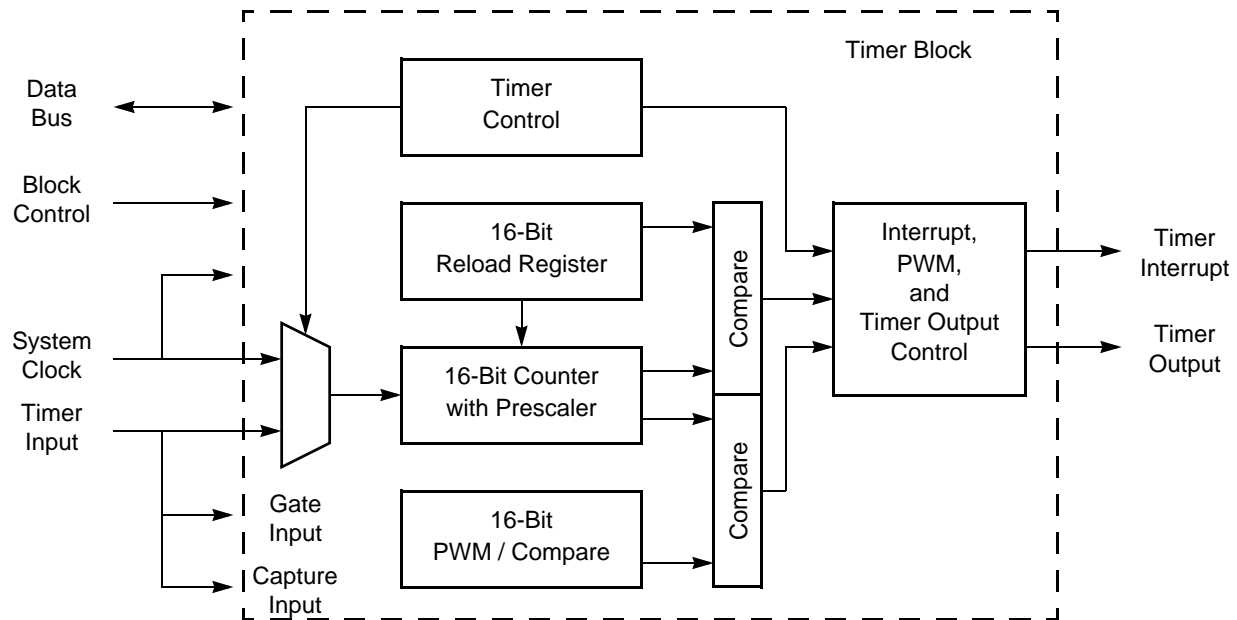 Timer Block
Data
Bus
Timer
Control
Block
Control
16-Bit
Reload Register
Compare
Interrupt,
PWM,
and
Timer Output
Control
Timer
Interrupt
System
Clock
16-Bit Counter
with Prescaler
Timer
Output
Timer
Input
Compare
Gate
Input
16-Bit
PWM / Compare
Capture
Input